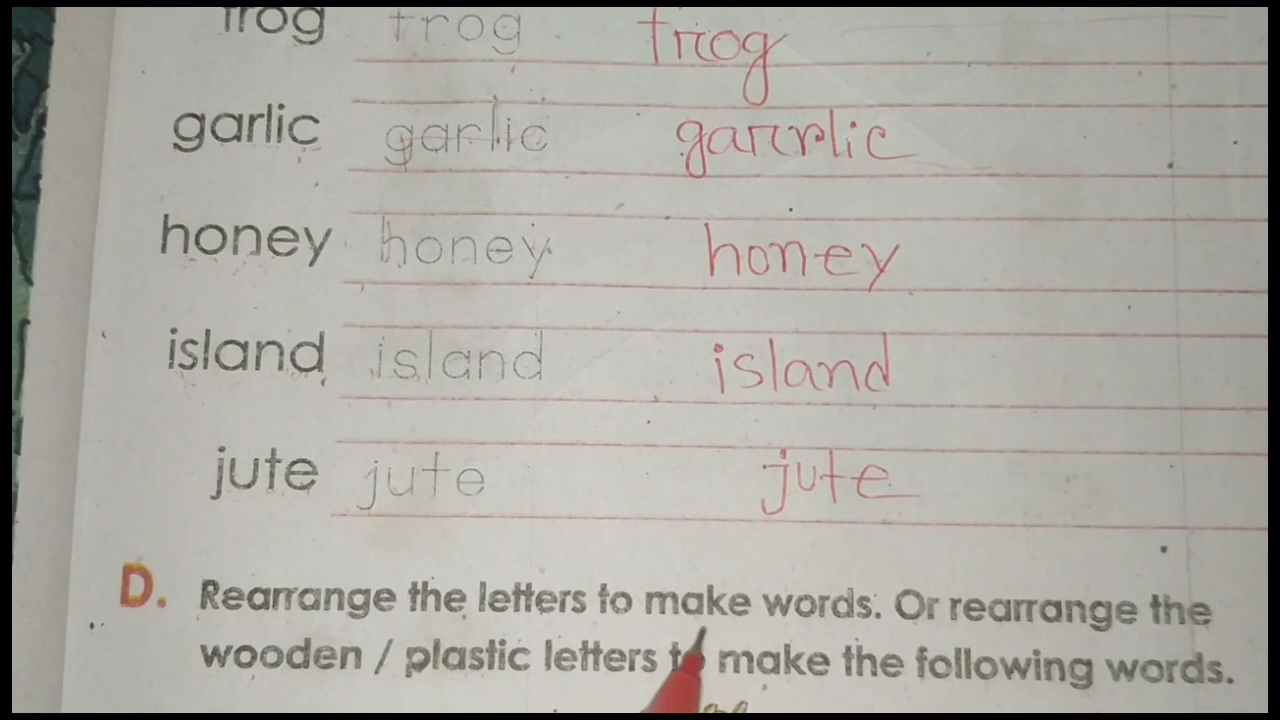 frog frog frog
garlic garlic garlic
honey honey honey
island island island
jute jute jute
D. Rearrange the letters to make words. Or rearrange the
wooden / plastic letters to make the following words.